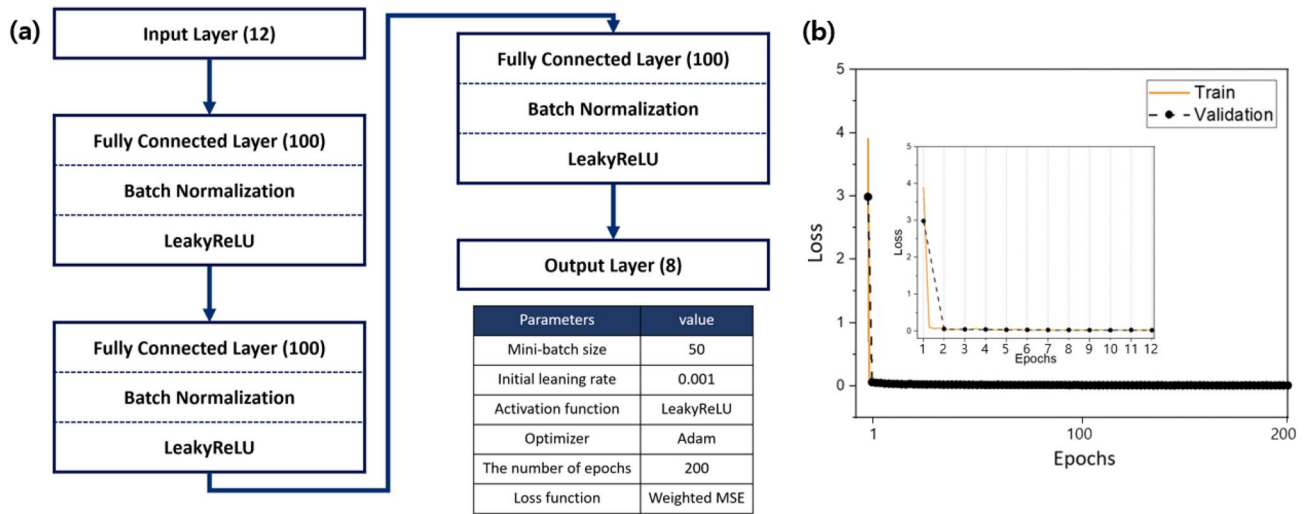 (a)
Input Layer (12)
Fully Connected Layer (100)
Batch Normalization
LeakyReLU
Fully Connected Layer (100)
Batch Normalization
LeakyReLU
Fully Connected Layer (100)
Batch Normalization
LeakyReLU
Output Layer (8)
Parameters value
Mini-batch size 50
Initial leaning rate 0.001
Activation function LeakyReLU
Optimizer Adam
The number of epochs 200
Loss function Weighted MSE
(b)
5
4
3
2
1
0
Loss
Train
Validation
5
4
3
2
1
0
Loss
1 2 3 4 5 6 7 8 9 10 11 12
Epochs
1 100 200
Epochs